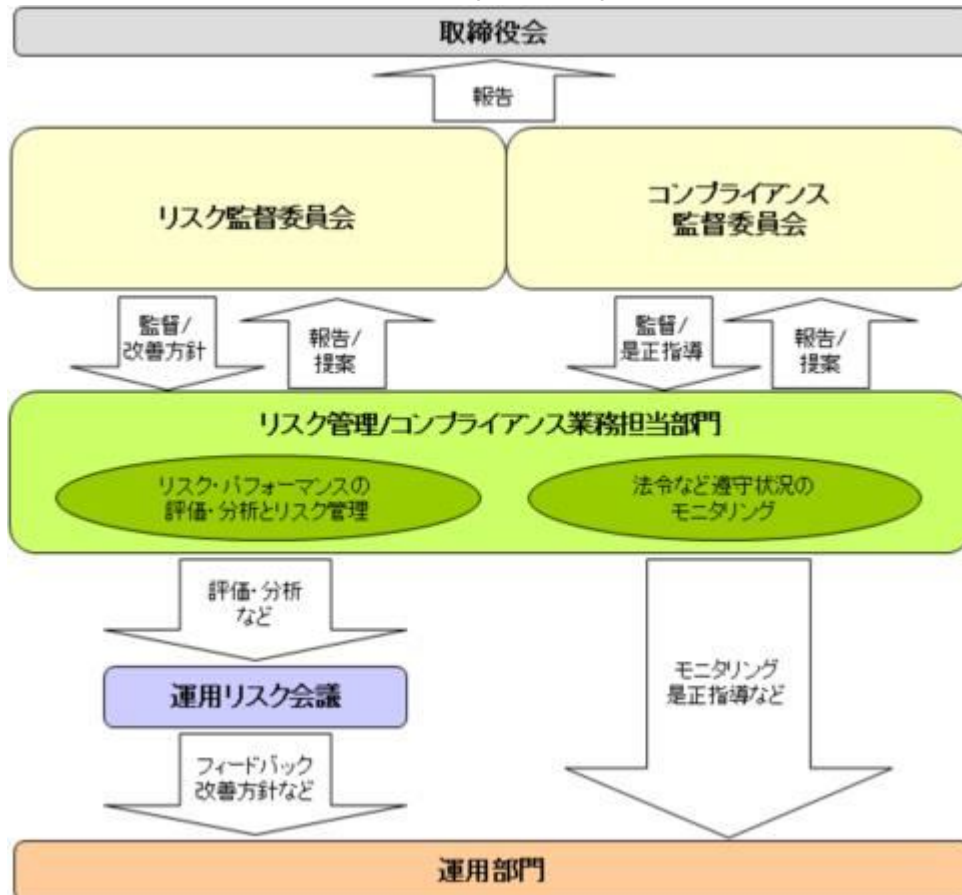 取締役会
報告
リスク監督委員会
コンプライアンス
監督委員会
監督/
改善方針
報告/
提案
監督/
是正指導
報告/
提案
リスク管理/コンプライアンス業務担当部門
リスク・パフォーマンスの
評価・分析とリスク管理
法令など遵守状況の
モニタリング
評価・分析
など
運用リスク会議
モニタリング
是正指導など
フィードバック
改善方針など
運用部門